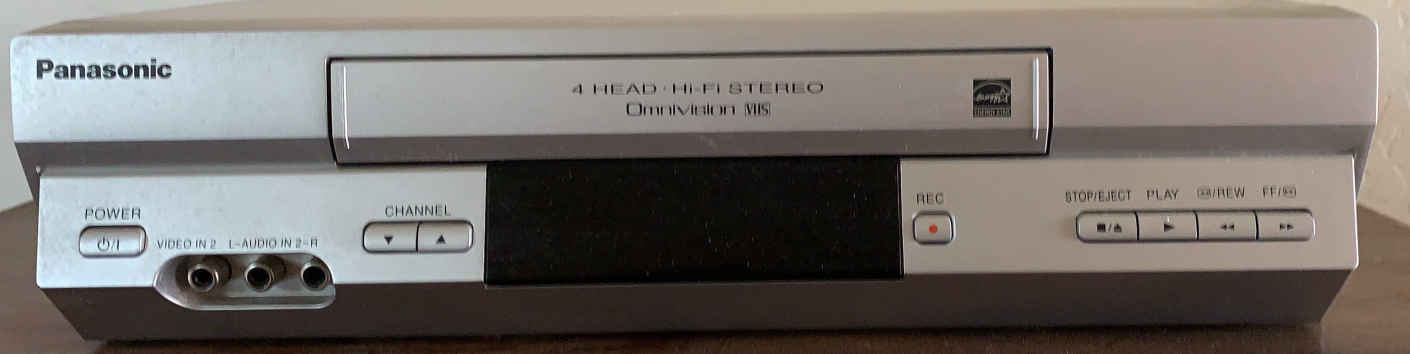 Panasonic
4 HEAD · Hi-Fi STEREO
Omnivision VHS
POWER
⏻/I
VIDEO IN 2 L-AUDIO IN 2-R
CHANNEL
REC
STOP/EJECT PLAY /REW FF/